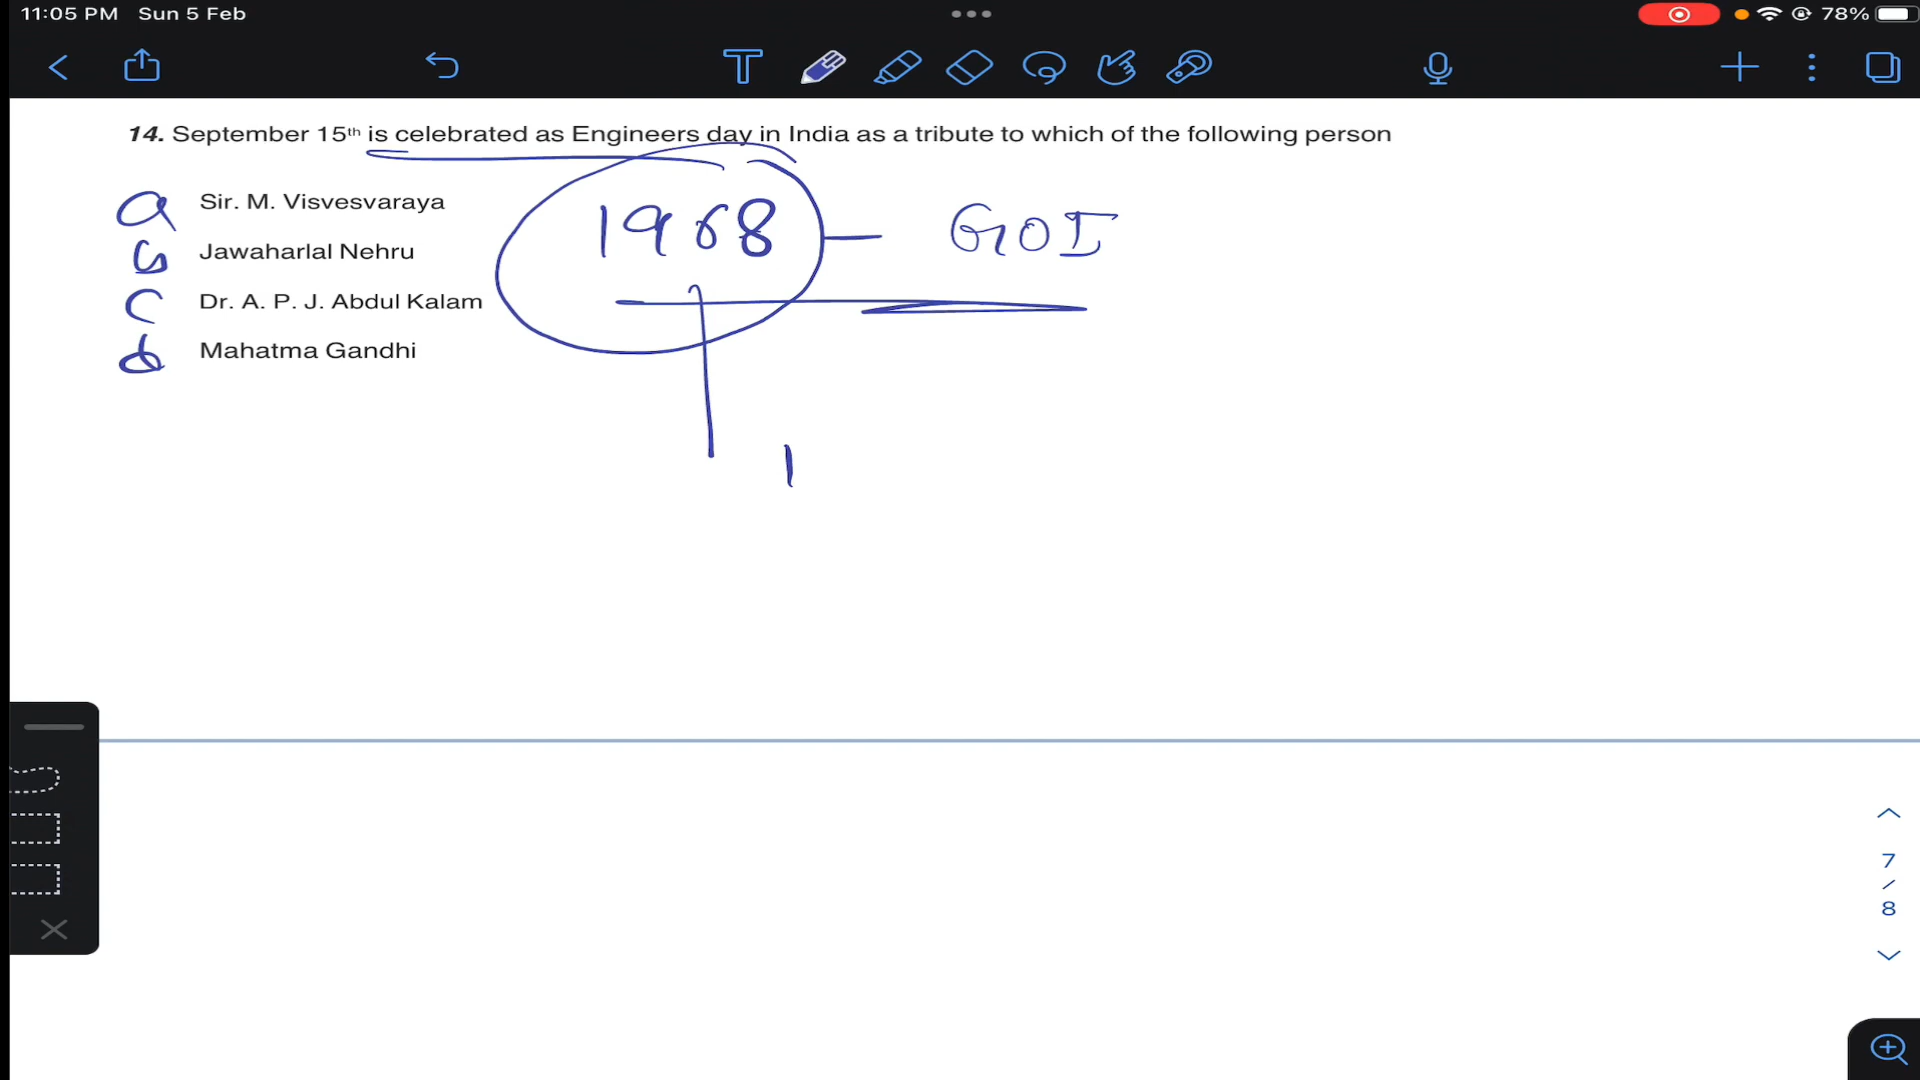 11:05 PM Sun 5 Feb
78%
14. September 15th is celebrated as Engineers day in India as a tribute to which of the following person
a Sir. M. Visvesvaraya
b Jawaharlal Nehru
c Dr. A. P. J. Abdul Kalam
d Mahatma Gandhi
1968 — GOI
1
7
/
8